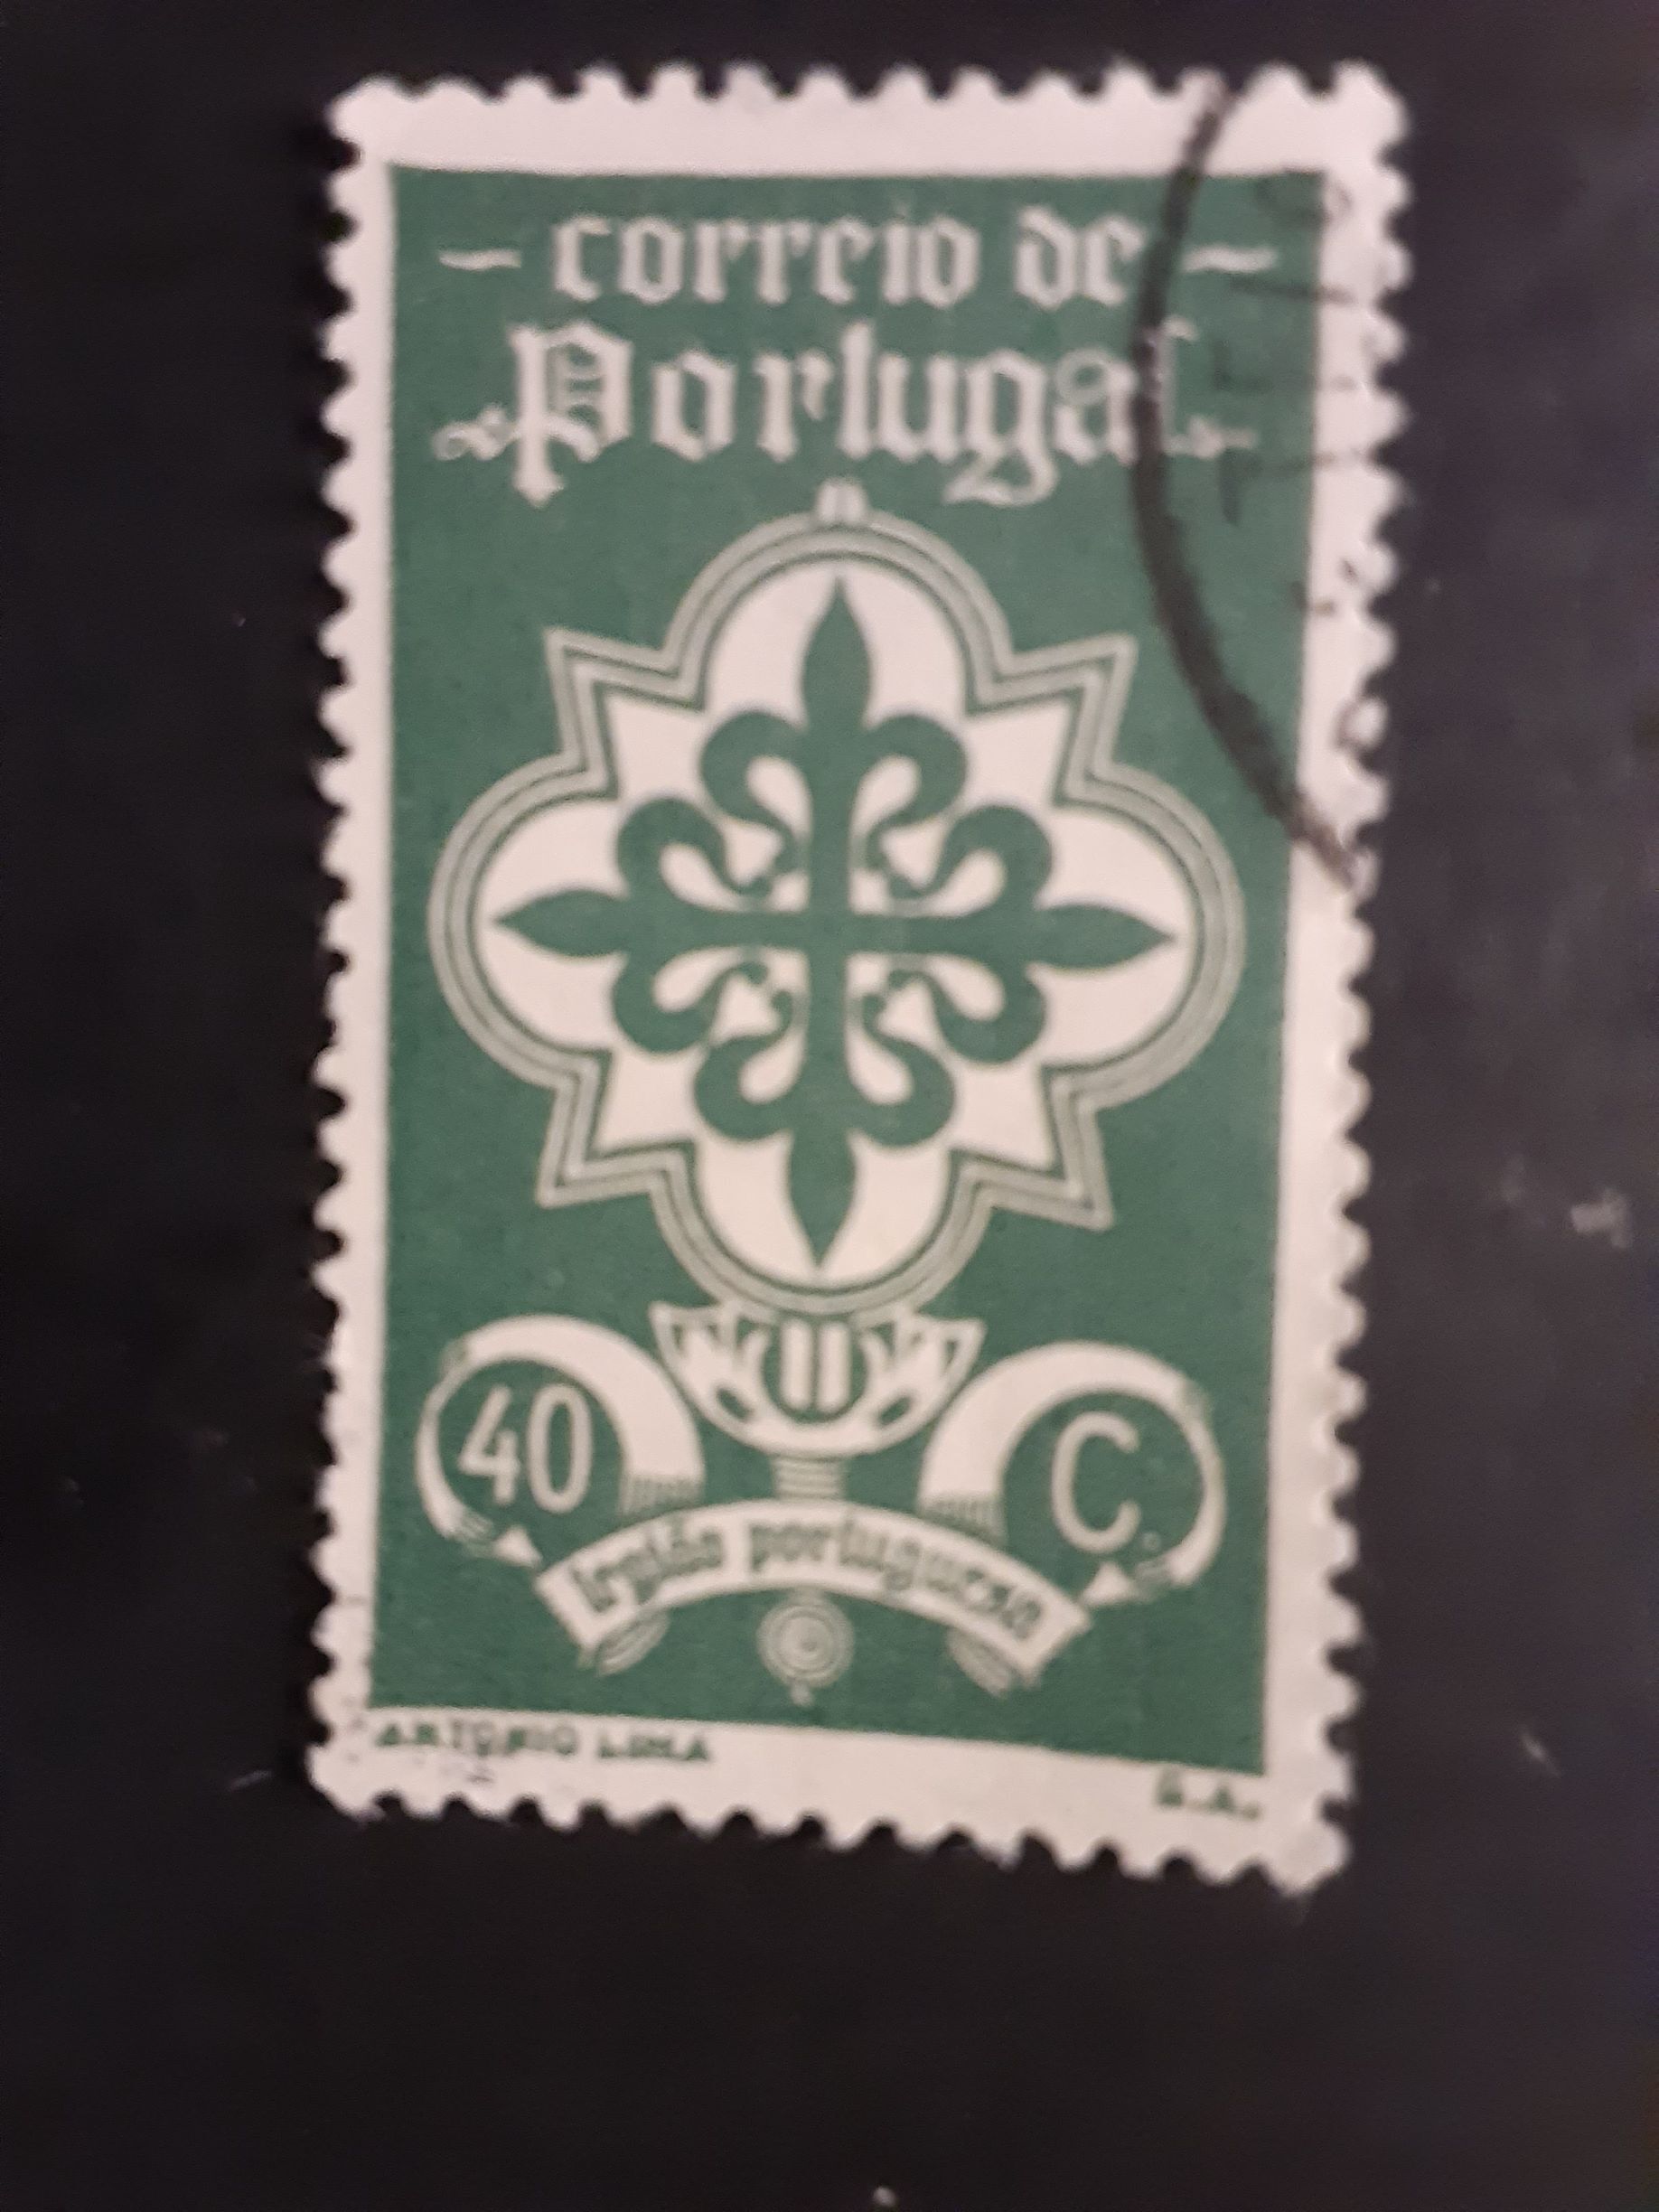 correio de
Portugal
40 C.
legião portuguesa
ANTONIO LIMA
G.A.